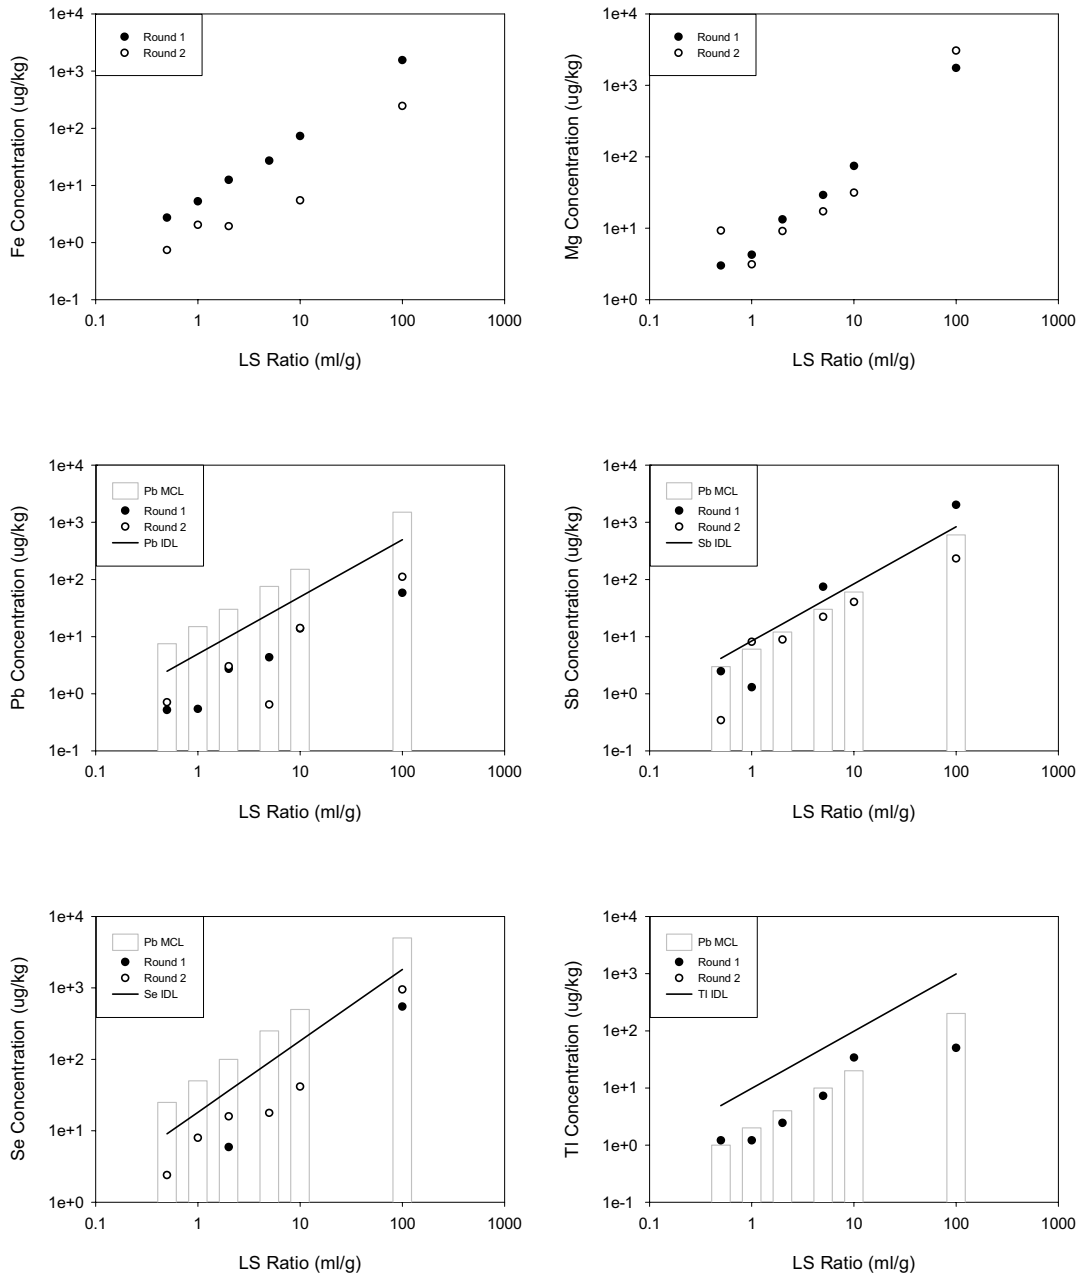 Fe Concentration (ug/kg)
1e+4
1e+3
1e+2
1e+1
1e+0
1e-1
Round 1
Round 2
0.1 1 10 100 1000
LS Ratio (ml/g)
Mg Concentration (ug/kg)
1e+4
1e+3
1e+2
1e+1
1e+0
Round 1
Round 2
0.1 1 10 100 1000
LS Ratio (ml/g)
Pb Concentration (ug/kg)
1e+4
1e+3
1e+2
1e+1
1e+0
1e-1
Pb MCL
Round 1
Round 2
Pb IDL
0.1 1 10 100 1000
LS Ratio (ml/g)
Sb Concentration (ug/kg)
1e+4
1e+3
1e+2
1e+1
1e+0
1e-1
Pb MCL
Round 1
Round 2
Sb IDL
0.1 1 10 100 1000
LS Ratio (ml/g)
Se Concentration (ug/kg)
1e+4
1e+3
1e+2
1e+1
1e+0
Pb MCL
Round 1
Round 2
Se IDL
0.1 1 10 100 1000
LS Ratio (ml/g)
Tl Concentration (ug/kg)
1e+4
1e+3
1e+2
1e+1
1e+0
1e-1
Pb MCL
Round 1
Round 2
Tl IDL
0.1 1 10 100 1000
LS Ratio (ml/g)